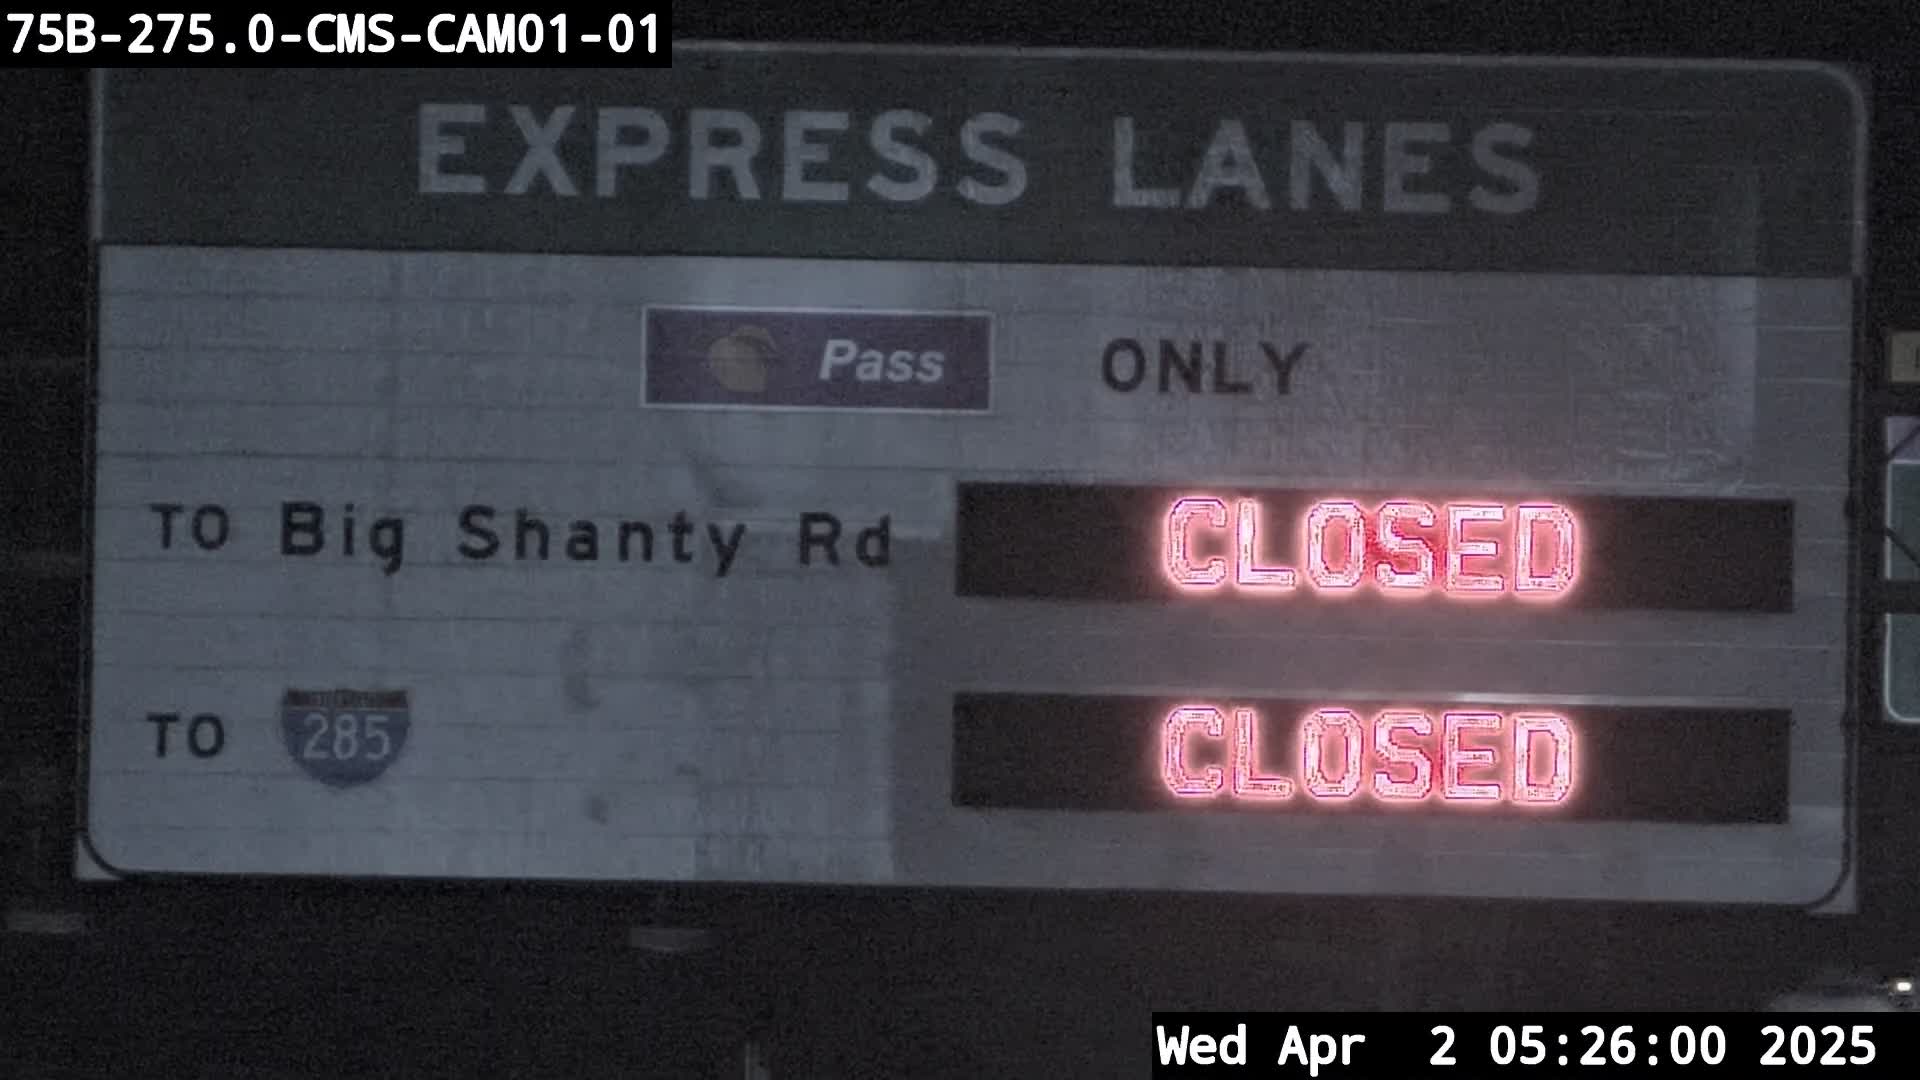 75B-275.0-CMS-CAM01-01
EXPRESS LANES
Pass ONLY
TO Big Shanty Rd CLOSED
TO 285 CLOSED
Wed Apr 2 05:26:00 2025